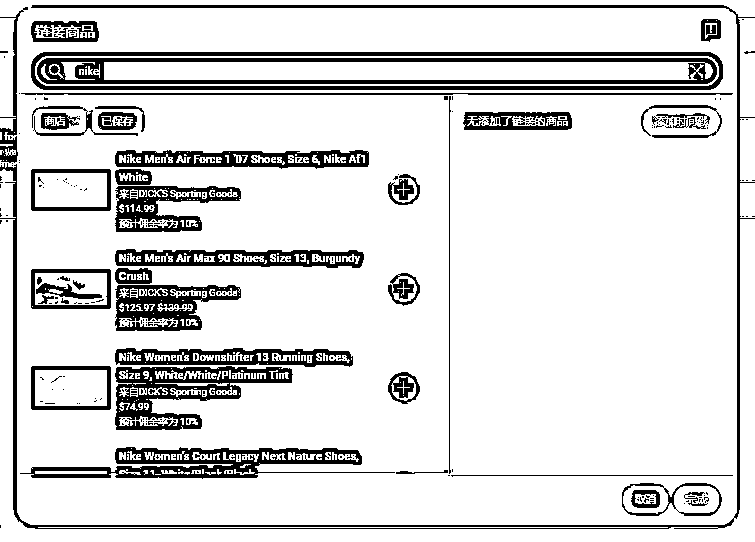 链接商品
nike
商店
已保存
无添加了链接的商品
Nike Men's Air Force 1 '07 Shoes, Size 6, Nike Af1
White
来自DICK'S Sporting Goods
$114.99
预计佣金率为 10%
Nike Men's Air Max 90 Shoes, Size 13, Burgundy
Crush
来自DICK'S Sporting Goods
$125.97 $139.99
预计佣金率为 10%
Nike Women's Downshifter 13 Running Shoes,
Size 9, White/White/Platinum Tint
来自DICK'S Sporting Goods
$74.99
预计佣金率为 10%
Nike Women's Court Legacy Next Nature Shoes,
Size 11, White/Black/Black
取消
完成